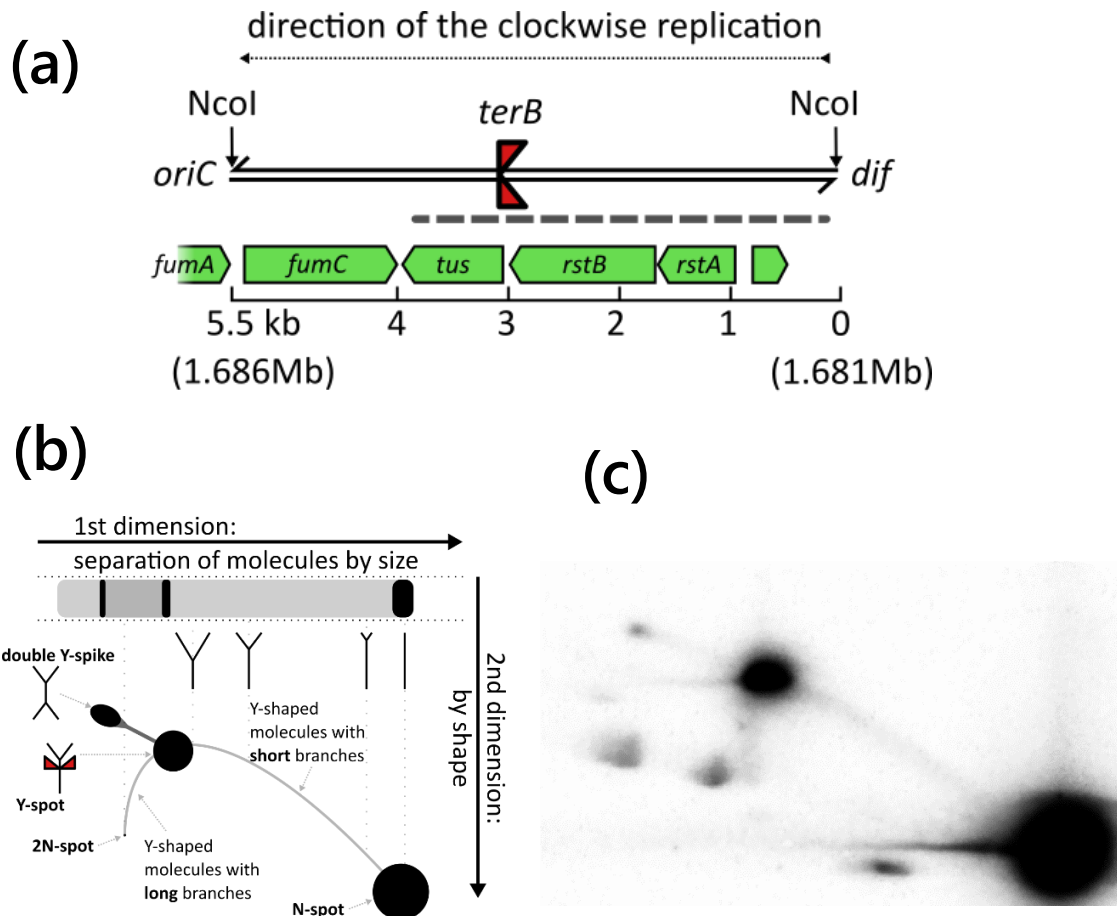 (a)
direction of the clockwise replication
NcoI
terB
NcoI
oriC
dif
fumA
fumC
tus
rstB
rstA
5.5 kb
4
3
2
1
0
(1.686Mb)
(1.681Mb)
(b)
1st dimension:
separation of molecules by size
double Y-spike
Y-shaped
molecules with
short branches
Y-spot
2N-spot
Y-shaped
molecules with
long branches
N-spot
2nd dimension:
by shape
(c)